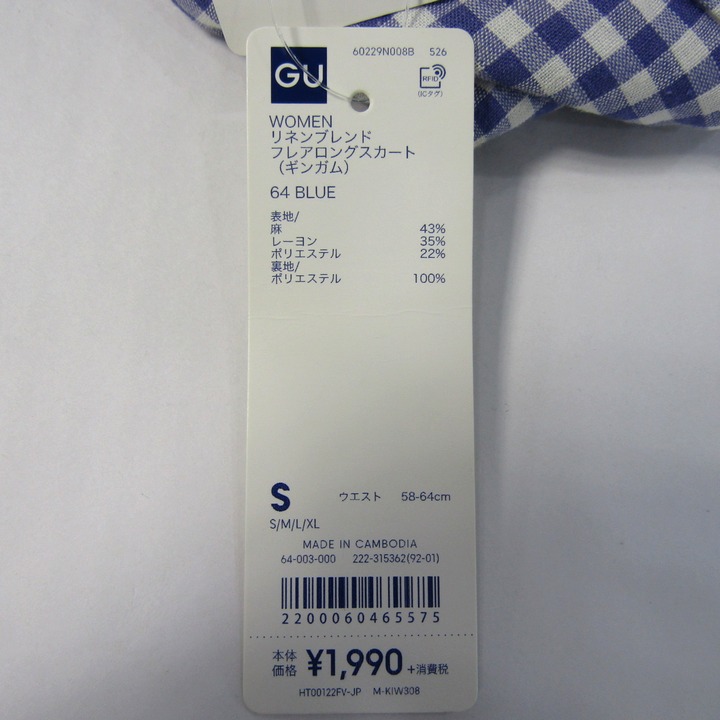 60229N008B 526
GU
RFID
(ICタグ)
WOMEN
リネンブレンド
フレアロングスカート
（ギンガム）
64 BLUE
表地/
麻 43%
レーヨン 35%
ポリエステル 22%
裏地/
ポリエステル 100%
S ウエスト 58-64cm
S/M/L/XL
MADE IN CAMBODIA
64-003-000 222-315362(92-01)
2200060465575
本体
価格 ¥1,990 +消費税
HT00122FV-JP M-KIW308